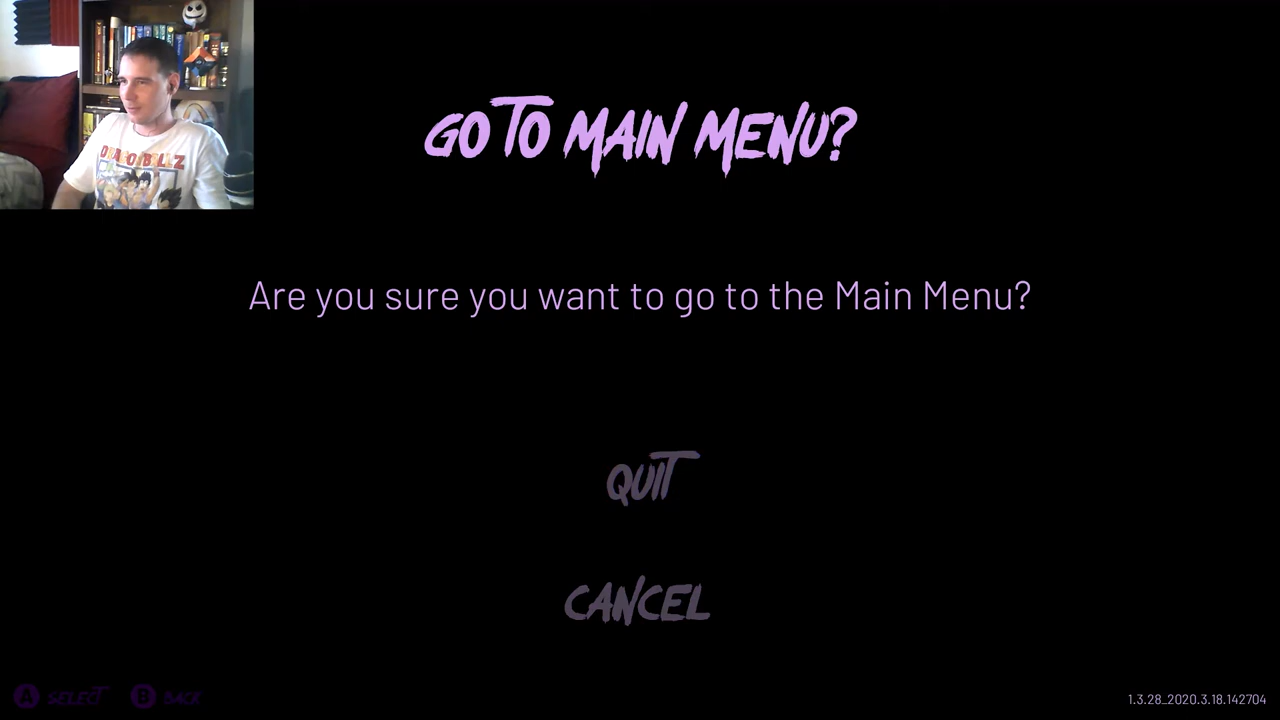 DRAGONBALL Z
GO TO MAIN MENU?
Are you sure you want to go to the Main Menu?
QUIT
CANCEL
A SELECT B BACK
1.3.28_2020.3.18.142704